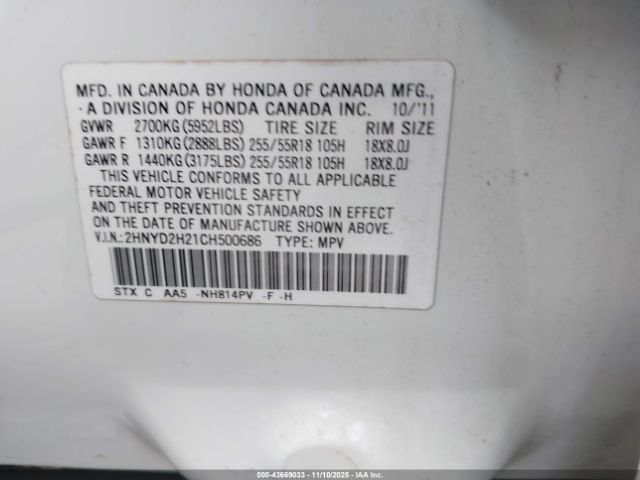 MFD. IN CANADA BY HONDA OF CANADA MFG.,
-A DIVISION OF HONDA CANADA INC. 10/'11
GVWR 2700KG(5952LBS) TIRE SIZE RIM SIZE
GAWR F 1310KG(2888LBS) 255/55R18 105H 18X8.0J
GAWR R 1440KG(3175LBS) 255/55R18 105H 18X8.0J
THIS VEHICLE CONFORMS TO ALL APPLICABLE
FEDERAL MOTOR VEHICLE SAFETY
AND THEFT PREVENTION STANDARDS IN EFFECT
ON THE DATE OF MANUFACTURE SHOWN ABOVE.
V.I.N.:2HNYD2H21CH500686 TYPE: MPV
STX C AA5 -NH814PV -F -H
000-43669033 - 11/10/2025 - IAAI.COM